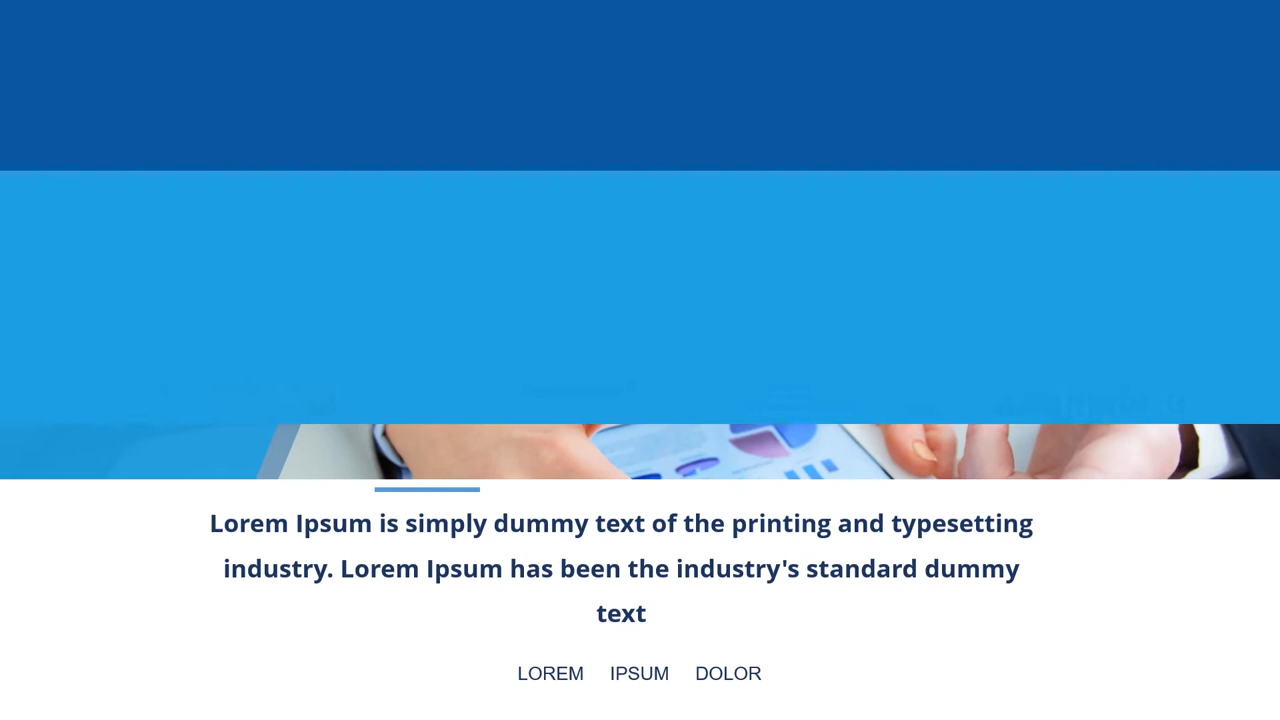 Lorem Ipsum is simply dummy text of the printing and typesetting
industry. Lorem Ipsum has been the industry's standard dummy
text
LOREM IPSUM DOLOR